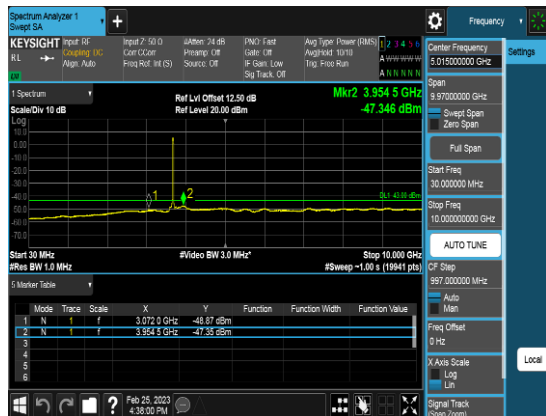 Spectrum Analyzer 1
Swept SA
Frequency
KEYSIGHT
Input: RF
Coupling: DC
Align: Auto
Input Z: 50 Ω
Corr CCorr
Freq Ref: Int (S)
#Atten: 24 dB
Preamp: Off
Source: Off
PNO: Fast
Gate: Off
IF Gain: Low
Sig Track: Off
Avg Type: Power (RMS)
Avg|Hold: 10/10
Trig: Free Run
1 2 3 4 5 6
A W W W W W
A N N N N N
RL
LV
1 Spectrum
Scale/Div 10 dB
Ref Lvl Offset 12.50 dB
Ref Level 20.00 dBm
Mkr2 3.954 5 GHz
-47.346 dBm
Log
10.0
0.00
-10.0
-20.0
-30.0
-40.0
-50.0
-60.0
-70.0
1
2
DL1 -43.00 dBm
Start 30 MHz
#Res BW 1.0 MHz
#Video BW 3.0 MHz*
Stop 10.000 GHz
#Sweep ~1.00 s (19941 pts)
5 Marker Table
Mode Trace Scale X Y Function Function Width Function Value
1 N 1 f 3.072 0 GHz -48.87 dBm
2 N 1 f 3.954 5 GHz -47.35 dBm
3
4
5
6
Feb 25, 2023
4:38:00 PM
Center Frequency
5.015000000 GHz
Span
9.97000000 GHz
Swept Span
Zero Span
Full Span
Start Freq
30.000000 MHz
Stop Freq
10.000000000 GHz
AUTO TUNE
CF Step
997.000000 MHz
Auto
Man
Freq Offset
0 Hz
X Axis Scale
Log
Lin
Signal Track
(Span Zoom)
Settings
Local